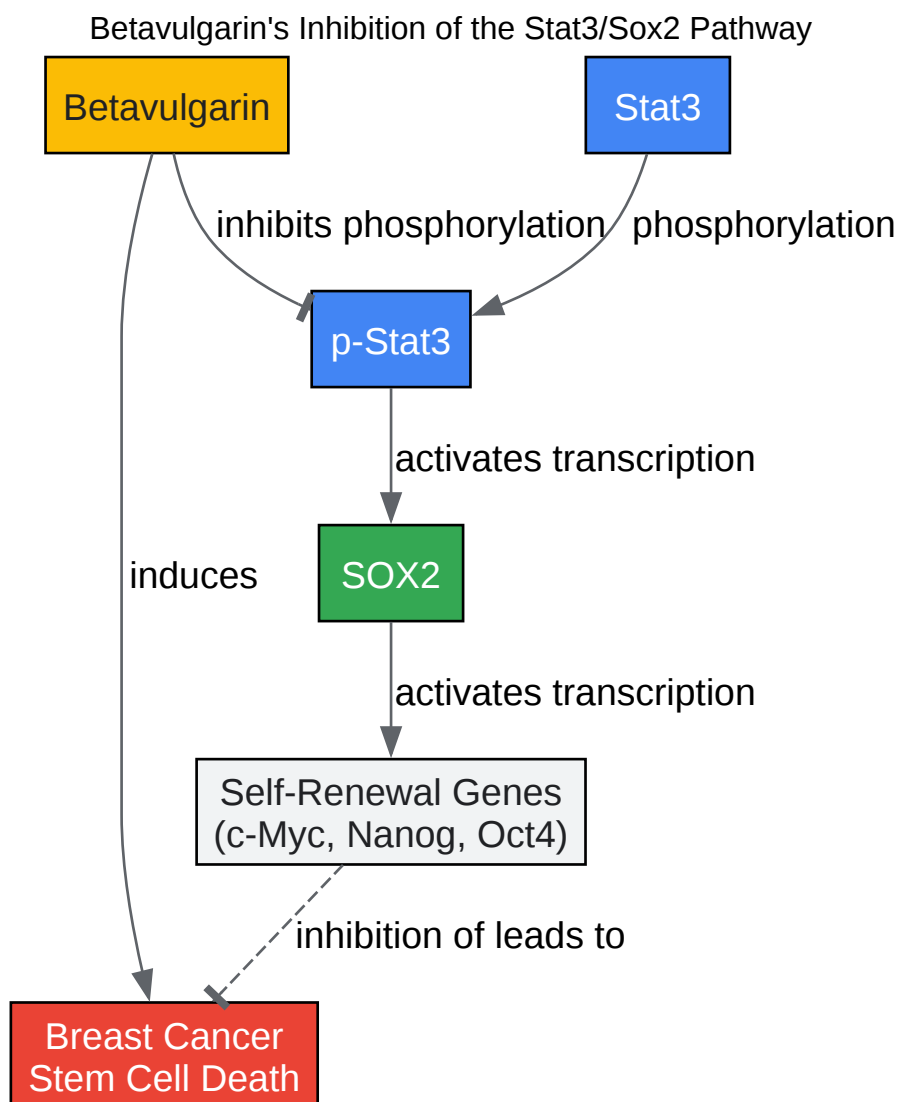 Betavulgarin's Inhibition of the Stat3/Sox2 Pathway
Betavulgarin
Stat3
inhibits phosphorylation
phosphorylation
p-Stat3
activates transcription
SOX2
induces
activates transcription
Self-Renewal Genes
(c-Myc, Nanog, Oct4)
inhibition of leads to
Breast Cancer
Stem Cell Death